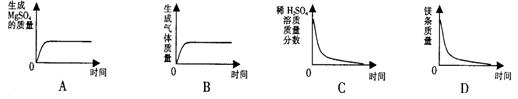 生成
MgSO₄
的质量
0
时间
A
生成气体质量
0
时间
B
稀 H₂SO₄
溶质
质量
分数
0
时间
C
镁条质量
0
时间
D